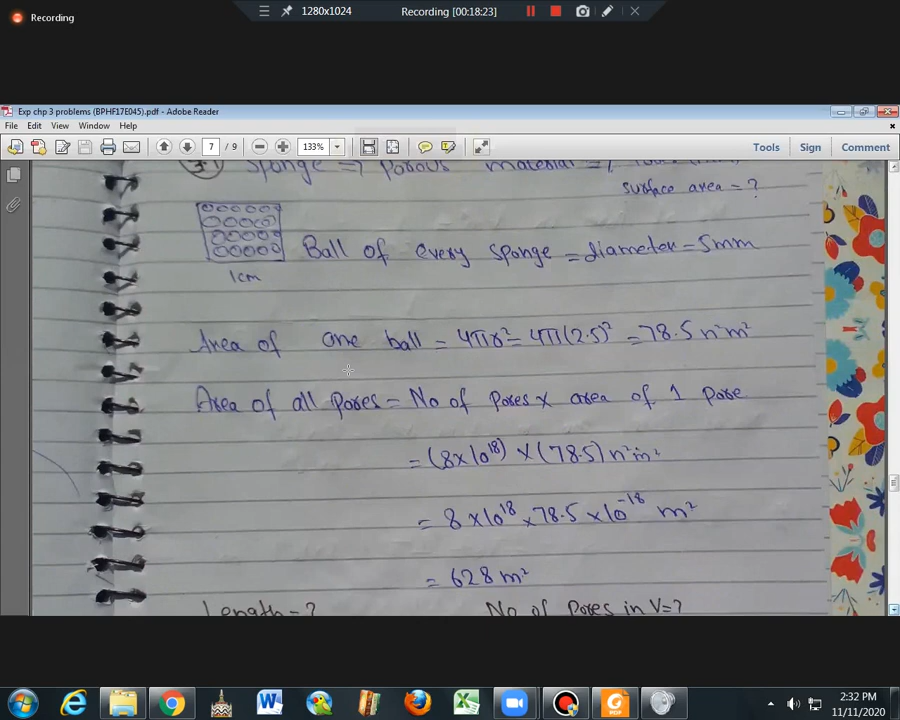 Recording
1280x1024
Recording [00:18:23]
Exp chp 3 problems (BPHF17E045).pdf - Adobe Reader
File Edit View Window Help
7 / 9
133%
Tools Sign Comment
3.1 Sponge => Porous material =>
surface area = ?
Ball of every sponge = diameter = 5mm
1cm
Area of one ball = 4πr² = 4π(2.5)² = 78.5 n²m²
Area of all Pores = No of pores x area of 1 pore
= (8x10¹⁸) x (78.5) n²m²
= 8 x10¹⁸ x 78.5 x10⁻¹⁸ m²
= 628 m²
Length = ?
No of Pores in V=?
2:32 PM
11/11/2020